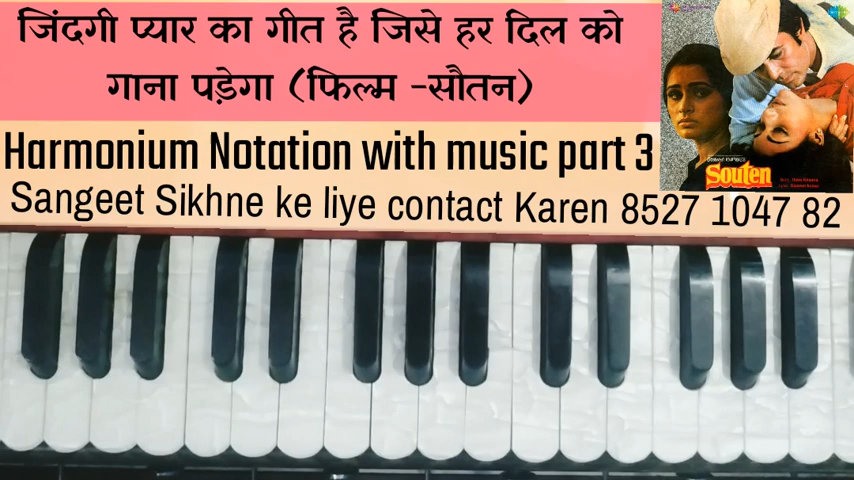 जिंदगी प्यार का गीत है जिसे हर दिल को
गाना पड़ेगा (फिल्म -सौतन)
Harmonium Notation with music part 3
Sangeet Sikhne ke liye contact Karen 8527 1047 82
Souten